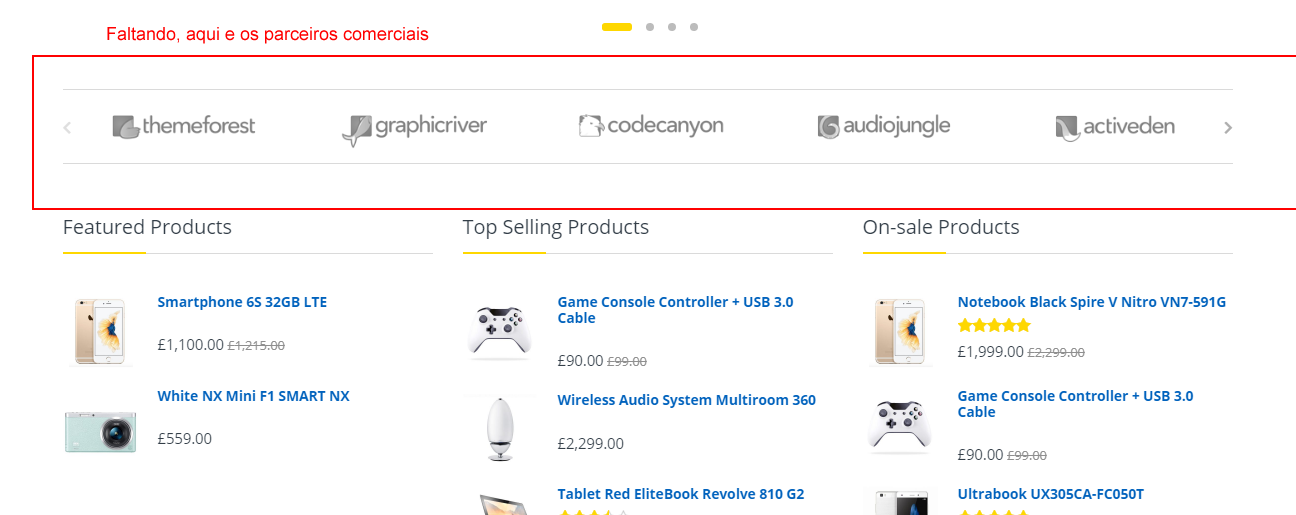 Faltando, aqui e os parceiros comerciais
themeforest graphicriver codecanyon audiojungle activeden
Featured Products
Smartphone 6S 32GB LTE
£1,100.00 £1,215.00
White NX Mini F1 SMART NX
£559.00
Top Selling Products
Game Console Controller + USB 3.0
Cable
£90.00 £99.00
Wireless Audio System Multiroom 360
£2,299.00
Tablet Red EliteBook Revolve 810 G2
On-sale Products
Notebook Black Spire V Nitro VN7-591G
£1,999.00 £2,299.00
Game Console Controller + USB 3.0
Cable
£90.00 £99.00
Ultrabook UX305CA-FC050T